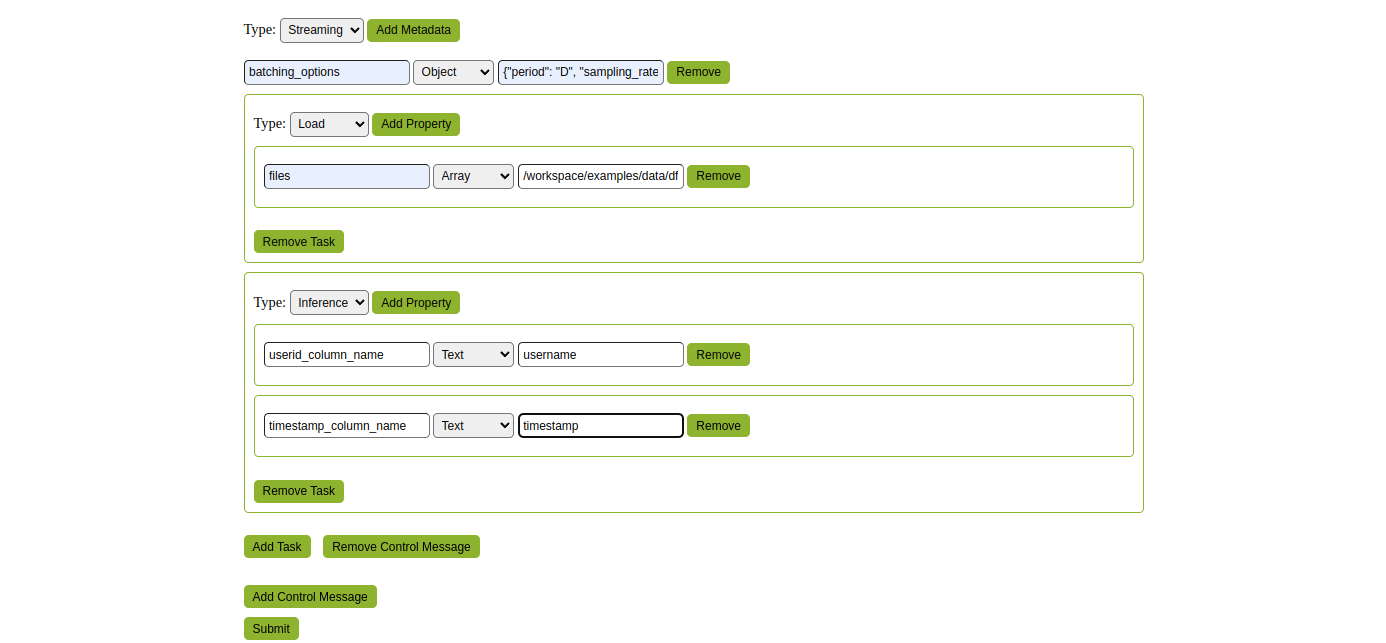 Type: Streaming Add Metadata
batching_options Object {"period": "D", "sampling_rate Remove
Type: Load Add Property
files Array /workspace/examples/data/df Remove
Remove Task
Type: Inference Add Property
userid_column_name Text username Remove
timestamp_column_name Text timestamp Remove
Remove Task
Add Task Remove Control Message
Add Control Message
Submit